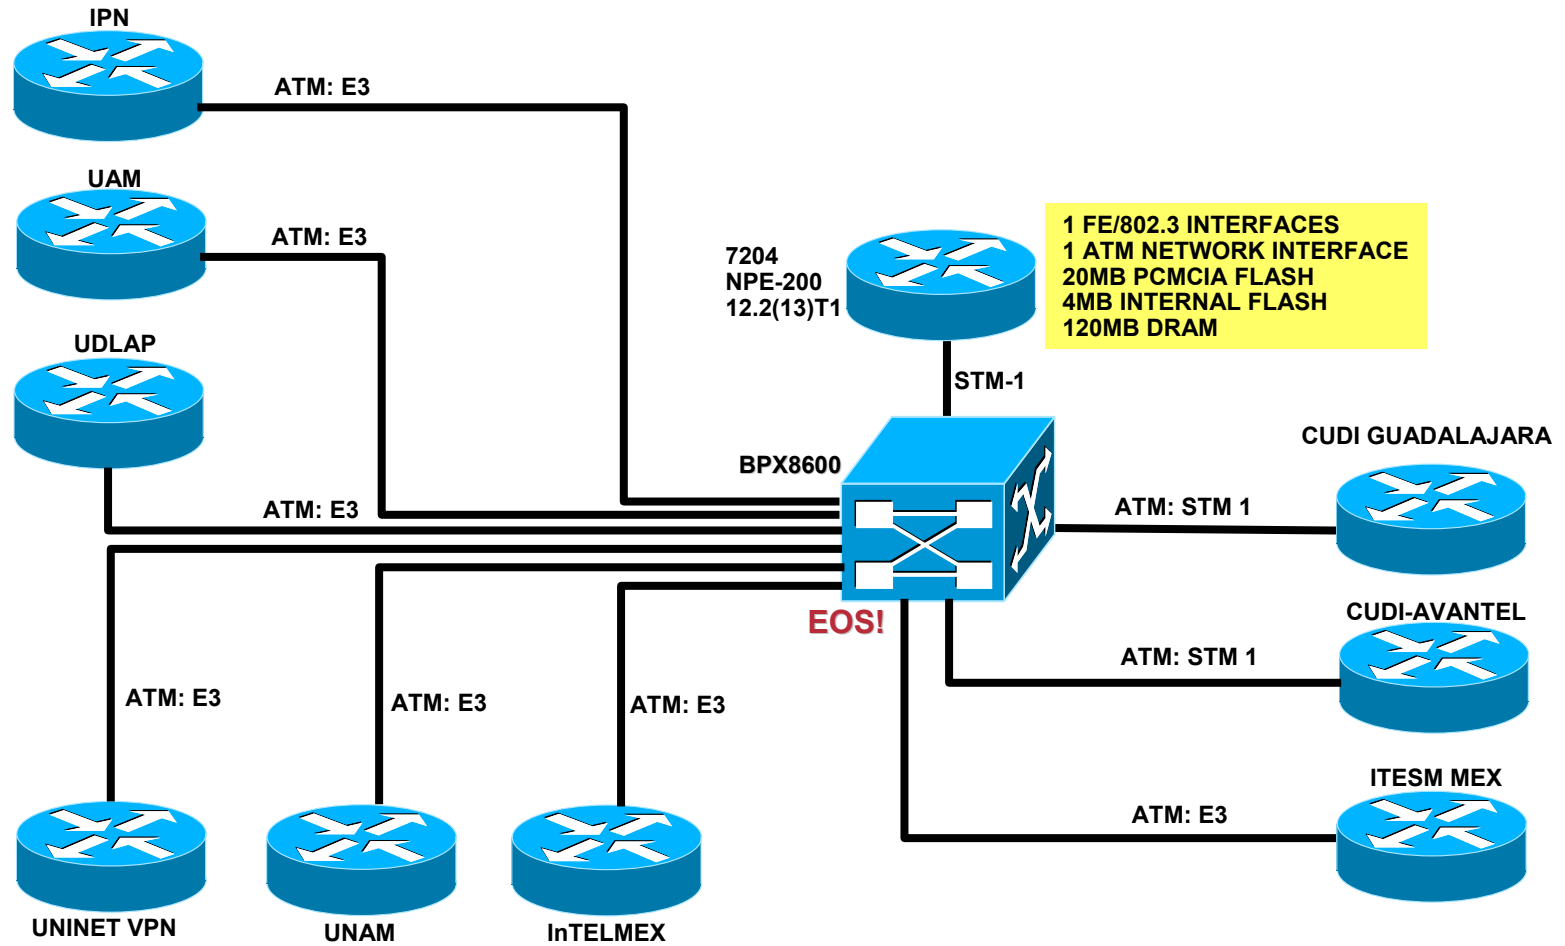 IPN
ATM: E3
UAM
ATM: E3
1 FE/802.3 INTERFACES
1 ATM NETWORK INTERFACE
20MB PCMCIA FLASH
4MB INTERNAL FLASH
120MB DRAM
7204
NPE-200
12.2(13)T1
UDLAP
STM-1
CUDI GUADALAJARA
BPX8600
ATM: E3
ATM: STM 1
EOS!
CUDI-AVANTEL
ATM: STM 1
ATM: E3
ATM: E3
ATM: E3
ITESM MEX
ATM: E3
UNINET VPN
UNAM
InTELMEX